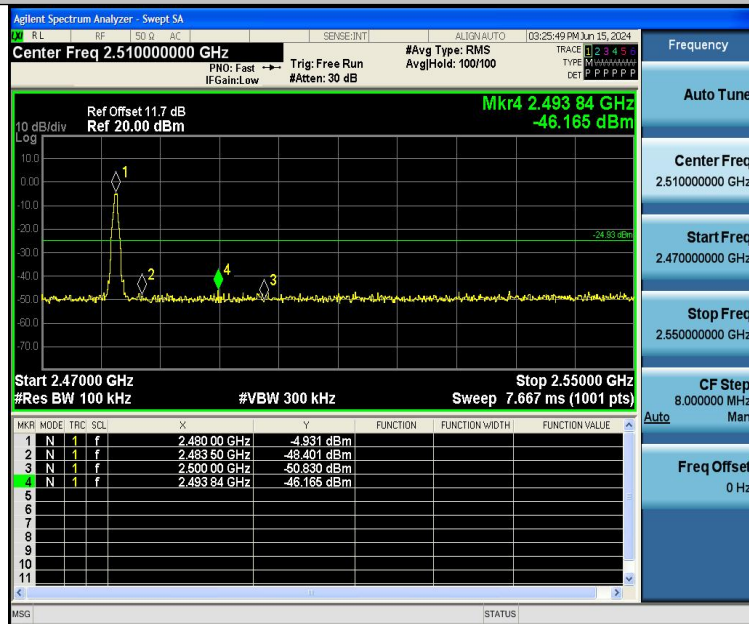 Agilent Spectrum Analyzer - Swept SA
LXI RL RF 50 Ω AC SENSE:INT ALIGNAUTO 03:25:49 PM Jun 15, 2024
Center Freq 2.510000000 GHz #Avg Type: RMS TRACE 1 2 3 4 5 6
PNO: Fast Trig: Free Run Avg|Hold: 100/100 TYPE M
IFGain:Low #Atten: 30 dB DET P P P P P P
Mkr4 2.493 84 GHz
Ref Offset 11.7 dB
10 dB/div Ref 20.00 dBm -46.165 dBm
Log
10.0
0.00
-10.0
-20.0
-30.0
-40.0
-50.0
-60.0
-70.0
1
-24.93 dBm
2
4
3
Start 2.47000 GHz Stop 2.55000 GHz
#Res BW 100 kHz #VBW 300 kHz Sweep 7.667 ms (1001 pts)
MKR MODE TRC SCL X Y FUNCTION FUNCTION WIDTH FUNCTION VALUE
1 N 1 f 2.480 00 GHz -4.931 dBm
2 N 1 f 2.483 50 GHz -48.401 dBm
3 N 1 f 2.500 00 GHz -50.830 dBm
4 N 1 f 2.493 84 GHz -46.165 dBm
5
6
7
8
9
10
11
MSG STATUS
Frequency
Auto Tune
Center Freq
2.510000000 GHz
Start Freq
2.470000000 GHz
Stop Freq
2.550000000 GHz
CF Step
8.000000 MHz
Auto Man
Freq Offset
0 Hz